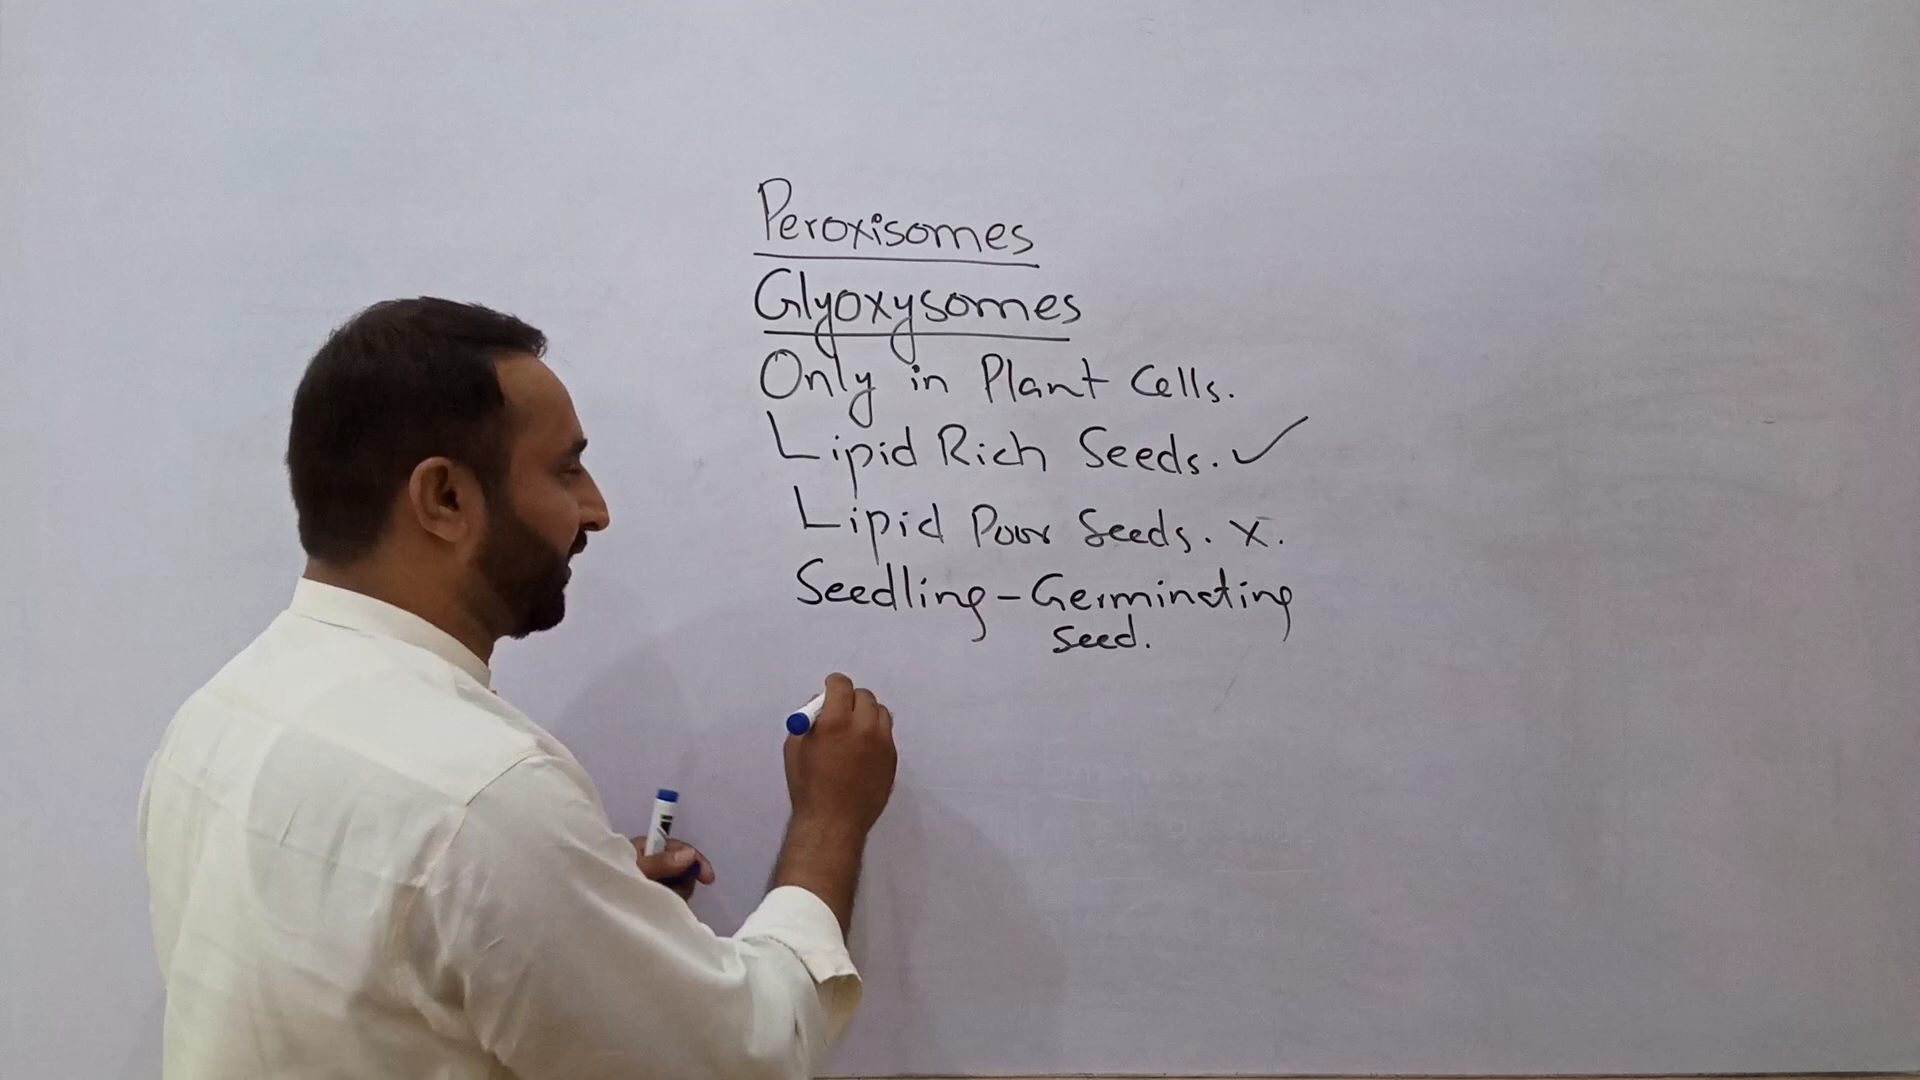 Peroxisomes
Glyoxysomes
Only in Plant Cells.
Lipid Rich Seeds. ✓
Lipid Poor Seeds. x.
Seedling - Germinating
Seed.